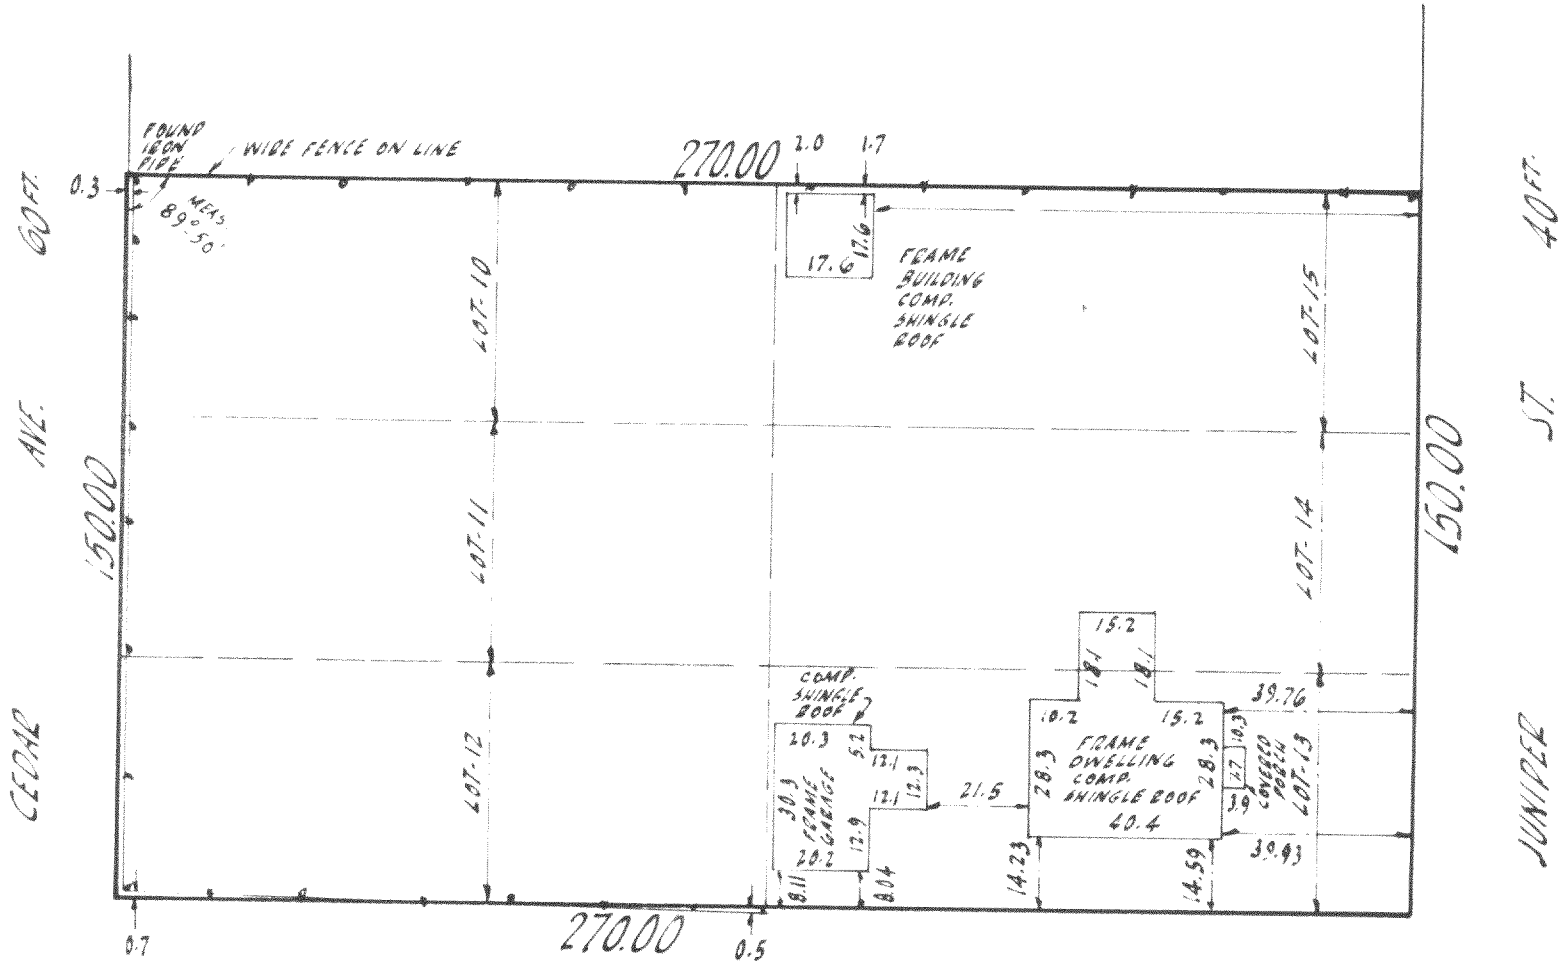 FOUND
IRON
PIPE
WIRE FENCE ON LINE
270.00
2.0
1.7
0.3
MEAS.
89°-50'
60 FT.
40 FT.
17.6
17.6
FRAME
BUILDING
COMP.
SHINGLE
ROOF
LOT-10
LOT-15
AVE.
ST.
150.00
150.00
LOT-11
LOT-14
15.2
18.1
18.1
COMP.
SHINGLE
ROOF
39.76
10.2
15.2
20.3
5.2
12.1
12.3
12.1
30.3
FRAME
GARAGE
12.9
20.2
21.5
28.3
FRAME
DWELLING
COMP.
SHINGLE ROOF
28.3
40.4
10.3
7.7
3.9
COVERED
PORCH
LOT-13
39.93
LOT-12
CEDAR
JUNIPER
8.11
8.04
14.23
14.59
0.7
270.00
0.5